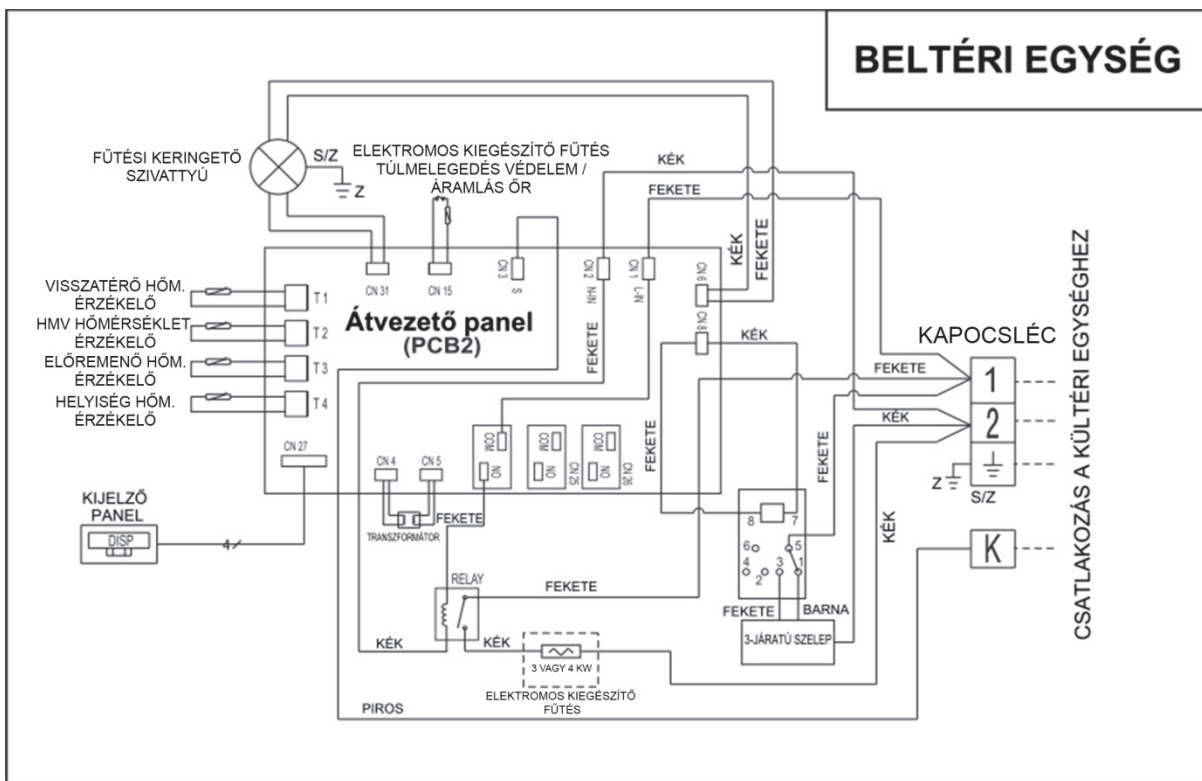 BELTÉRI EGYSÉG
FŰTÉSI KERINGETŐ
SZIVATTYÚ
S/Z
Z
ELEKTROMOS KIEGÉSZÍTŐ FŰTÉS
TÚLMELEGEDÉS VÉDELEM /
ÁRAMLÁS ŐR
KÉK
FEKETE
KÉK
FEKETE
VISSZATÉRŐ HŐM.
ÉRZÉKELŐ
HMV HŐMÉRSÉKLET
ÉRZÉKELŐ
ELŐREMENŐ HŐM.
ÉRZÉKELŐ
HELYISÉG HŐM.
ÉRZÉKELŐ
T 1
T 2
T 3
T 4
CN 31
CN 15
CN 3
S
CN 2
N-IN
CN 1
L-IN
CN 6
CN 8
Átvezető panel
(PCB2)
FEKETE
KÉK
FEKETE
CN 27
CN 4
CN 5
TRANSZFORMÁTOR
FEKETE
COM
NO
COM
NO
CN 25
COM
NO
CN 26
KIJELZŐ
PANEL
DISP
4
RELAY
FEKETE
KÉK
KÉK
3 VAGY 4 KW
ELEKTROMOS KIEGÉSZÍTŐ
FŰTÉS
PIROS
8
7
6
5
4
2
3
1
FEKETE
BARNA
3-JÁRATÚ SZELEP
FEKETE
KÉK
KAPOCSLÉC
FEKETE
1
KÉK
2
Z
S/Z
K
CSATLAKOZÁS A KÜLTÉRI EGYSÉGHEZ